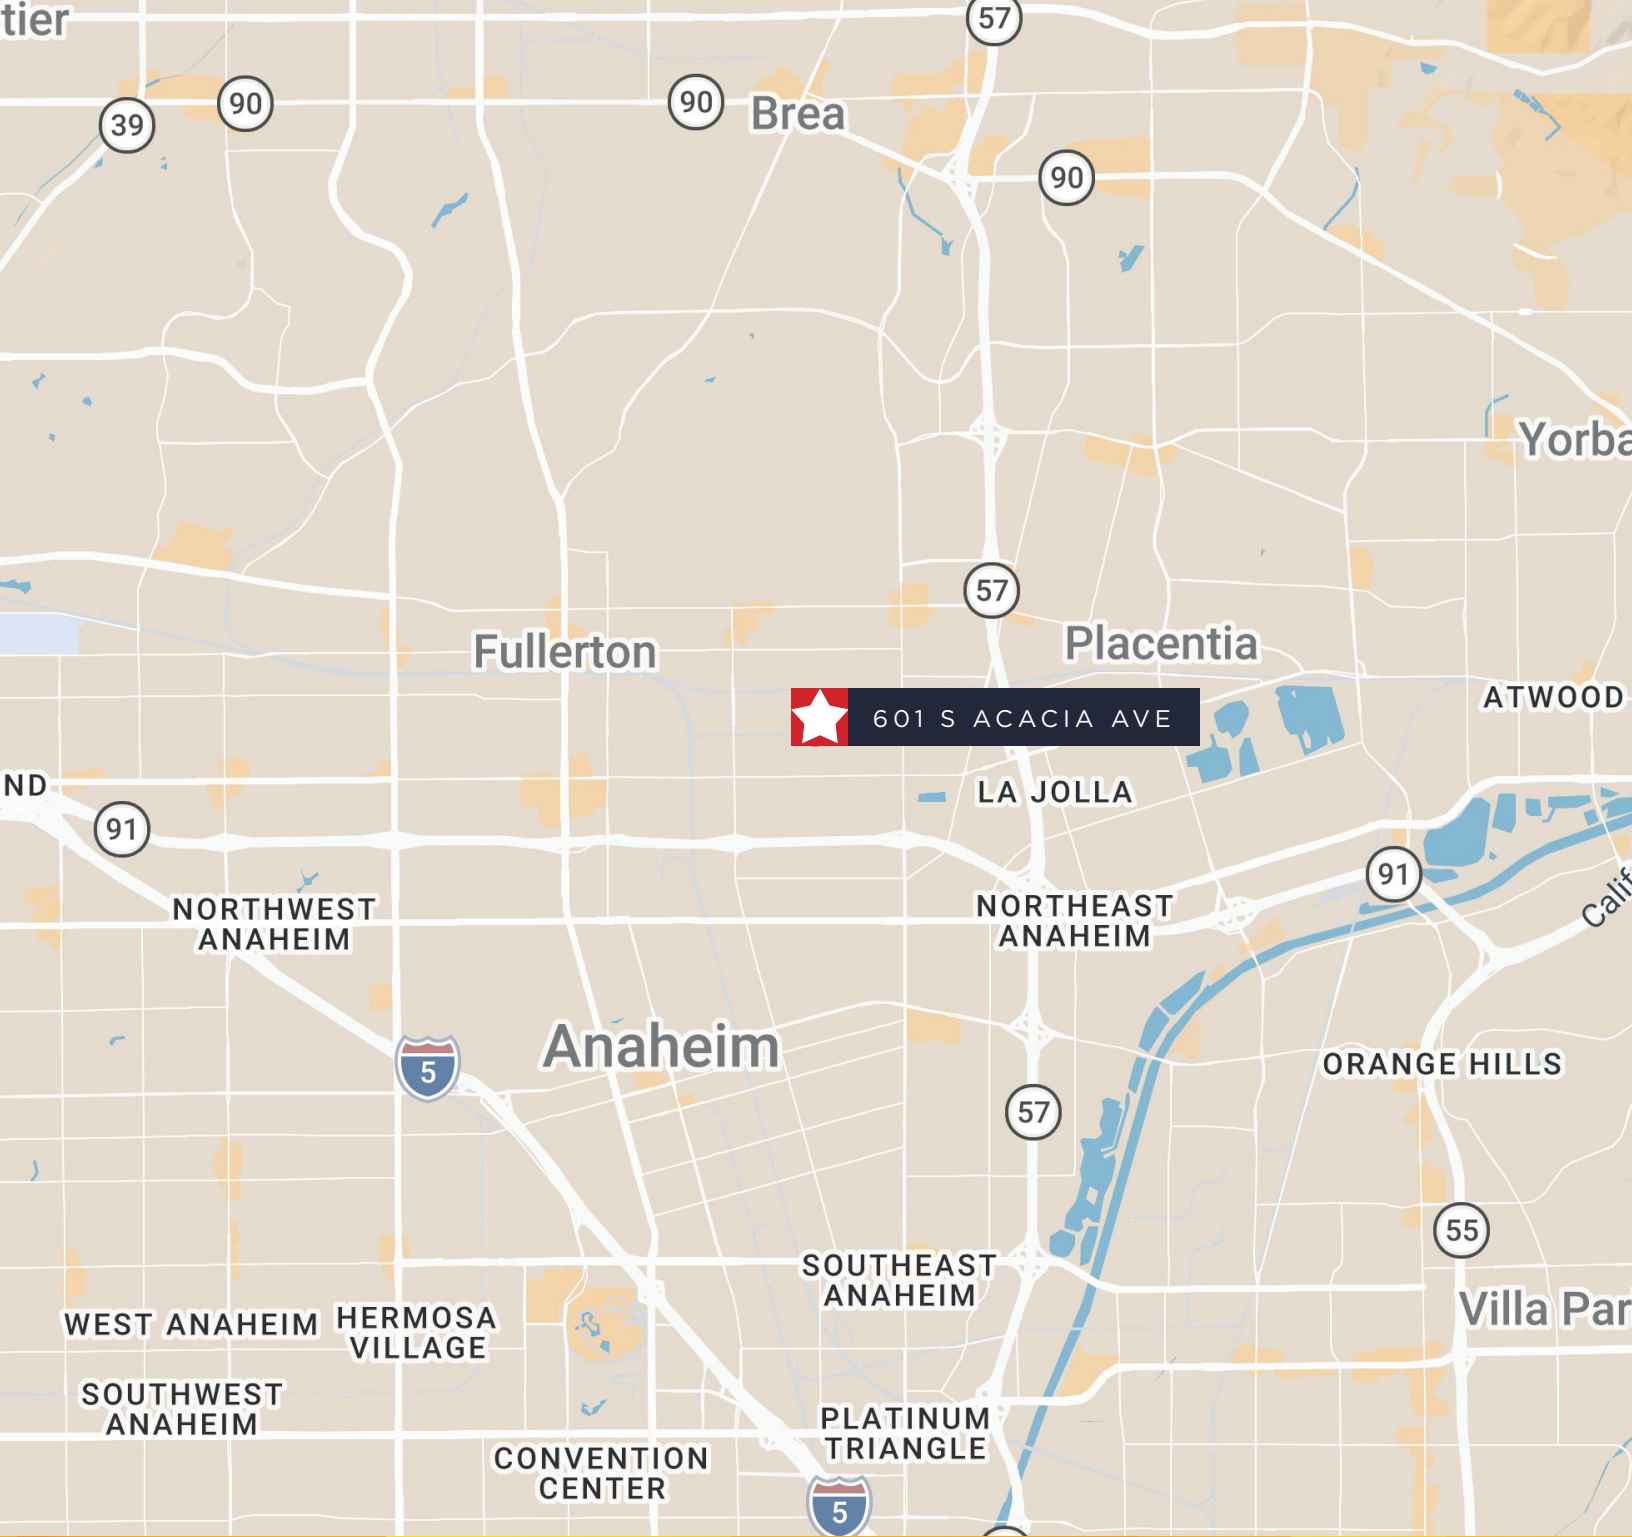 tier
57
90
90
Brea
39
90
Yorba
57
Fullerton
Placentia
ATWOOD
601 S ACACIA AVE
ND
LA JOLLA
91
91
Calif
NORTHWEST
ANAHEIM
NORTHEAST
ANAHEIM
Anaheim
5
ORANGE HILLS
57
55
SOUTHEAST
ANAHEIM
Villa Par
WEST ANAHEIM
HERMOSA
VILLAGE
SOUTHWEST
ANAHEIM
PLATINUM
TRIANGLE
CONVENTION
CENTER
5